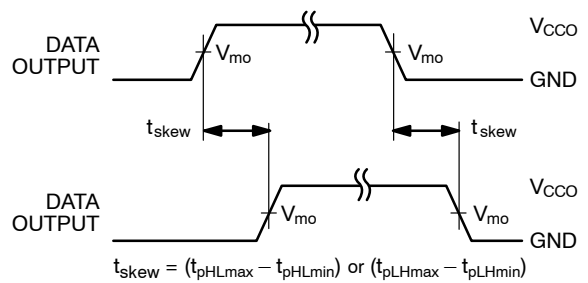 DATA
OUTPUT
V_mo
V_mo
V_CCO
GND
t_skew
t_skew
DATA
OUTPUT
V_mo
V_mo
V_CCO
GND
t_skew = (t_pHLmax − t_pHLmin) or (t_pLHmax − t_pLHmin)